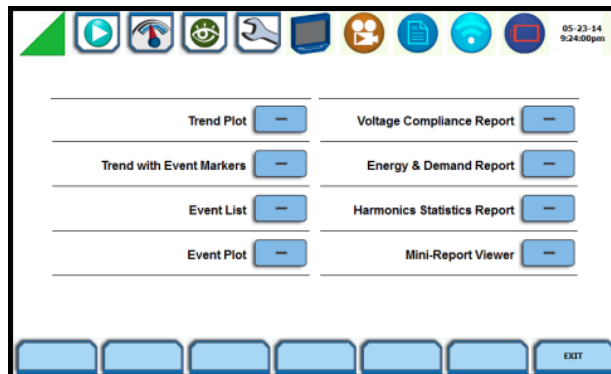 05-23-14
9:24:00pm
Trend Plot
Voltage Compliance Report
Trend with Event Markers
Energy & Demand Report
Event List
Harmonics Statistics Report
Event Plot
Mini-Report Viewer
EXIT